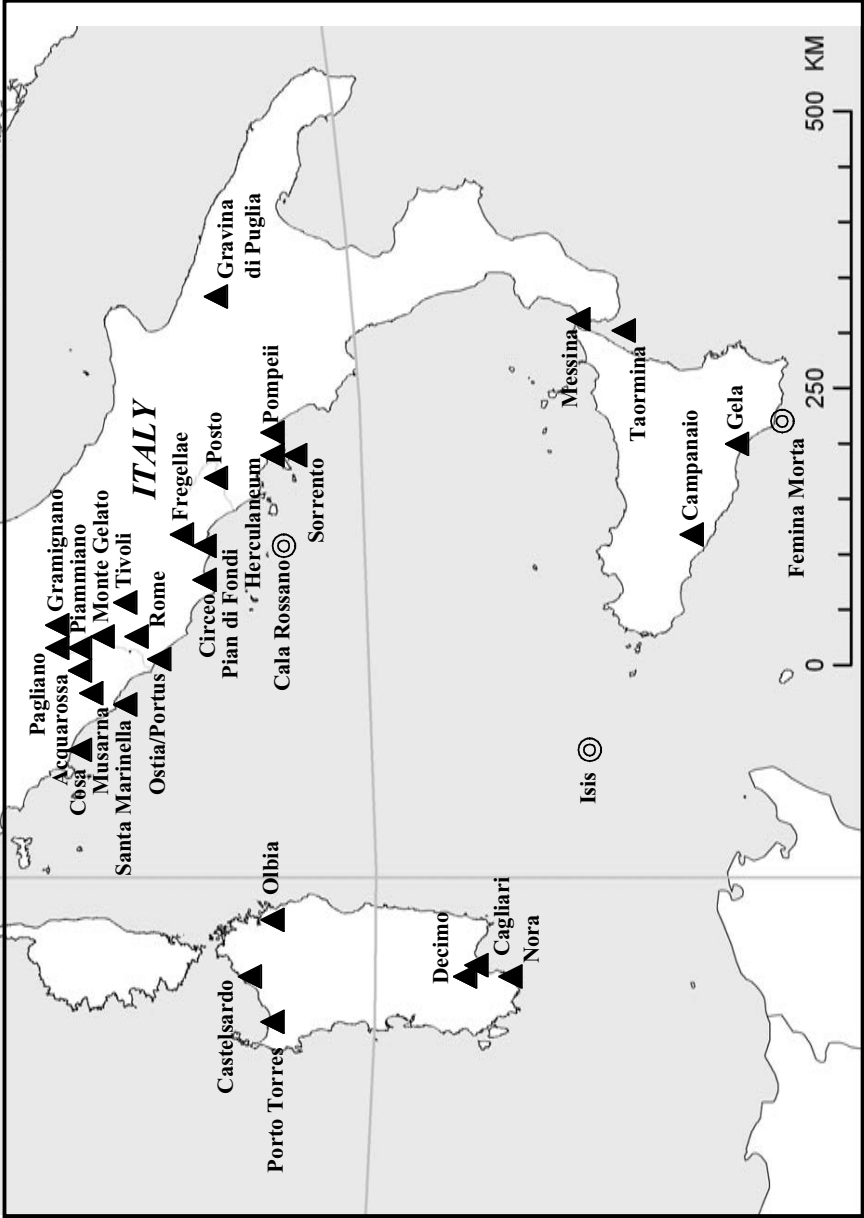 Pagliano
Gramignano
Acquarossa
Piammiano
Cosa
Musarna
Monte Gelato
Santa Marinella
Tivoli
ITALY
Ostia/Portus
Rome
Fregellae
Circeo
Posto
Pian di Fondi
Gravina
di Puglia
Herculaneum
Pompeii
Cala Rossano
Sorrento
Castelsardo
Olbia
Porto Torres
Decimo
Cagliari
Nora
Isis
Messina
Taormina
Campanaio
Gela
Femina Morta
0 250 500 KM